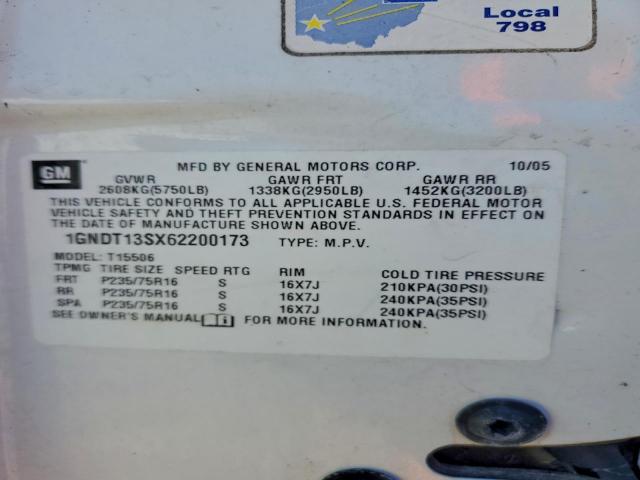 Local
798
GM
MFD BY GENERAL MOTORS CORP. 10/05
GVWR GAWR FRT GAWR RR
2608KG(5750LB) 1338KG(2950LB) 1452KG(3200LB)
THIS VEHICLE CONFORMS TO ALL APPLICABLE U.S. FEDERAL MOTOR
VEHICLE SAFETY AND THEFT PREVENTION STANDARDS IN EFFECT ON
THE DATE OF MANUFACTURE SHOWN ABOVE.
1GNDT13SX62200173 TYPE: M.P.V.
MODEL: T15506
TPMG TIRE SIZE SPEED RTG RIM COLD TIRE PRESSURE
FRT P235/75R16 S 16X7J 210KPA(30PSI)
RR P235/75R16 S 16X7J 240KPA(35PSI)
SPA P235/75R16 S 16X7J 240KPA(35PSI)
SEE OWNER'S MANUAL FOR MORE INFORMATION.